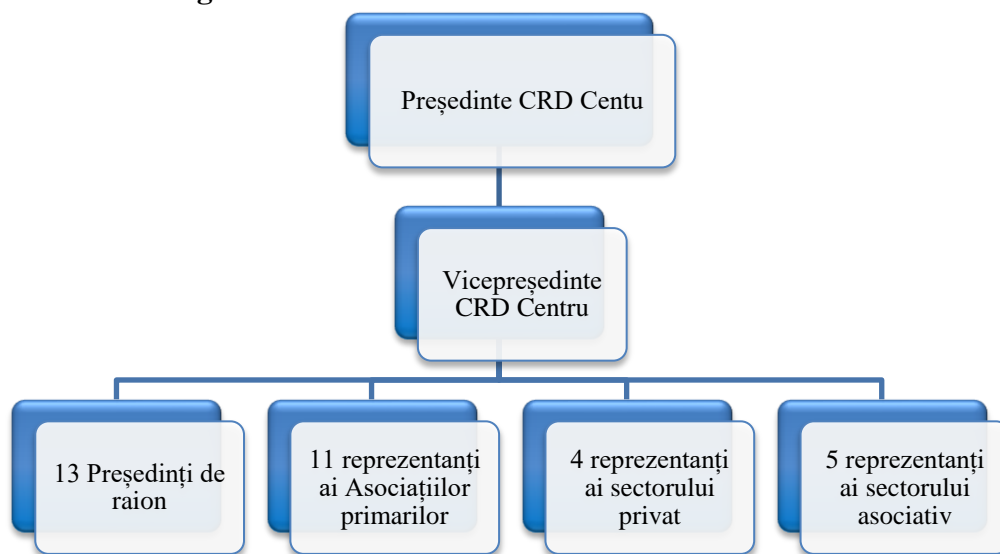 Președinte CRD Centu
Vicepreședinte
CRD Centru
13 Președinți de
raion
11 reprezentanți
ai Asociațiilor
primarilor
4 reprezentanți
ai sectorului
privat
5 reprezentanți
ai sectorului
asociativ